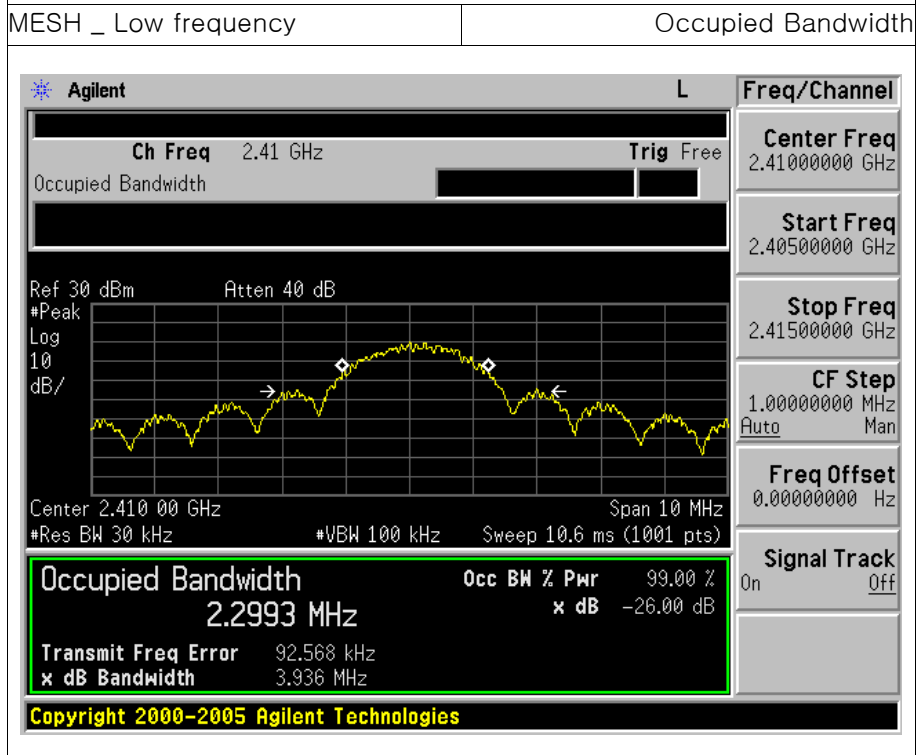 MESH _ Low frequency
Occupied Bandwidth
Agilent
L
Freq/Channel
Ch Freq 2.41 GHz
Trig Free
Occupied Bandwidth
Center Freq
2.41000000 GHz
Start Freq
2.40500000 GHz
Stop Freq
2.41500000 GHz
CF Step
1.00000000 MHz
Auto Man
Freq Offset
0.00000000 Hz
Signal Track
On Off
Ref 30 dBm Atten 40 dB
#Peak
Log
10
dB/
Center 2.410 00 GHz Span 10 MHz
#Res BW 30 kHz #VBW 100 kHz Sweep 10.6 ms (1001 pts)
Occupied Bandwidth
2.2993 MHz
Occ BW % Pwr 99.00 %
x dB -26.00 dB
Transmit Freq Error 92.568 kHz
x dB Bandwidth 3.936 MHz
Copyright 2000-2005 Agilent Technologies